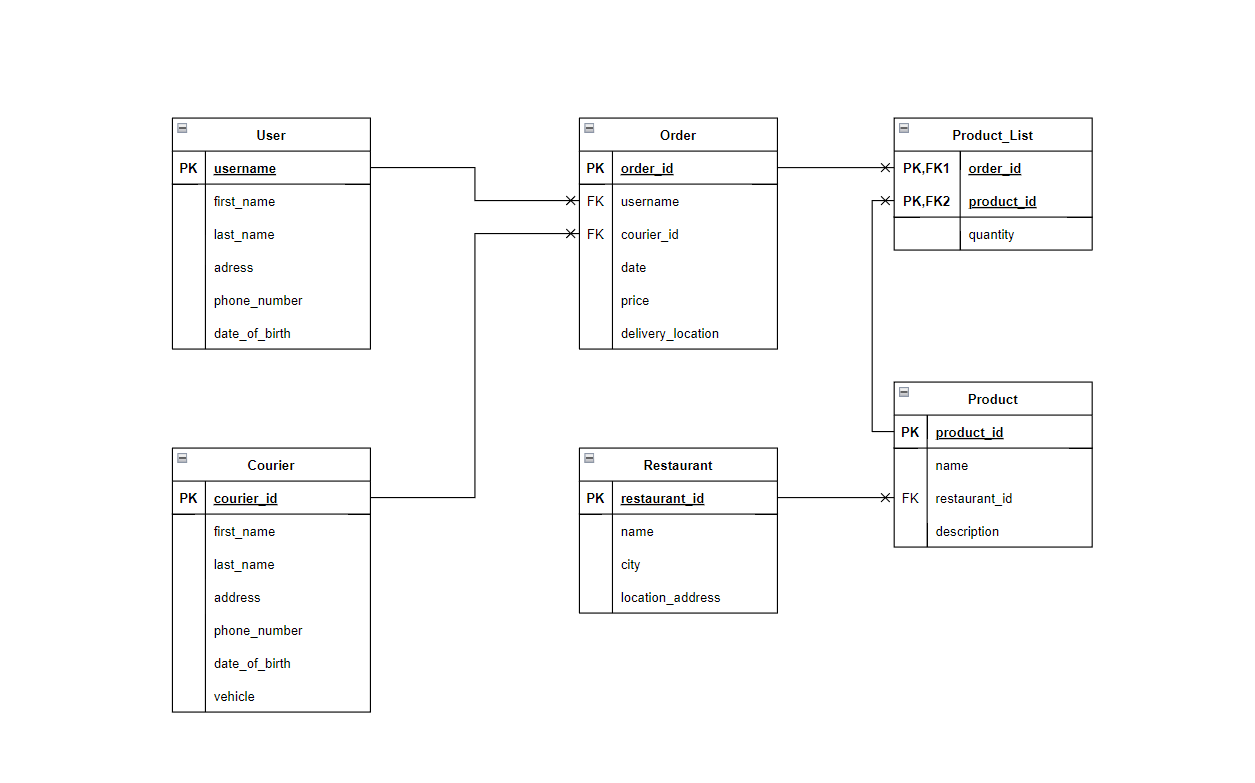 User
PK username
first_name
last_name
adress
phone_number
date_of_birth
Order
PK order_id
FK username
FK courier_id
date
price
delivery_location
Product_List
PK,FK1 order_id
PK,FK2 product_id
quantity
Courier
PK courier_id
first_name
last_name
address
phone_number
date_of_birth
vehicle
Restaurant
PK restaurant_id
name
city
location_address
Product
PK product_id
name
FK restaurant_id
description